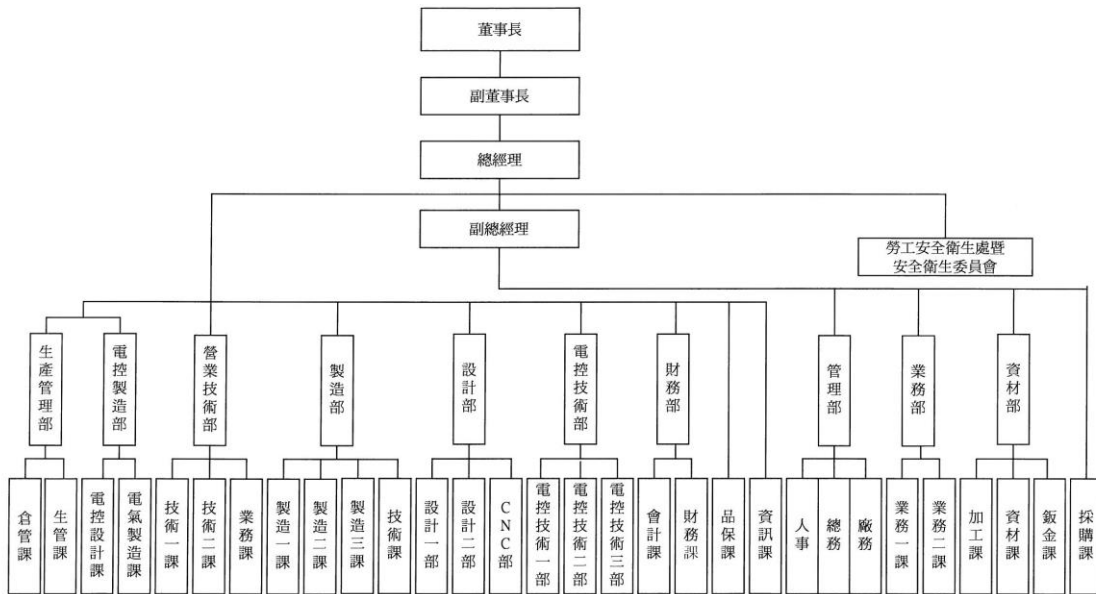 董事長
副董事長
總經理
副總經理
勞工安全衛生處暨
安全衛生委員會
生產管理部
電控製造部
營業技術部
製造部
設計部
電控技術部
財務部
管理部
業務部
資材部
倉管課
生管課
電控設計課
電氣製造課
技術一課
技術二課
業務課
製造一課
製造二課
製造三課
技術課
設計一部
設計二部
CNC部
電控技術一部
電控技術二部
電控技術三部
會計課
財務課
品保課
資訊課
人事
總務
廠務
業務一課
業務二課
加工課
資材課
鈑金課
採購課